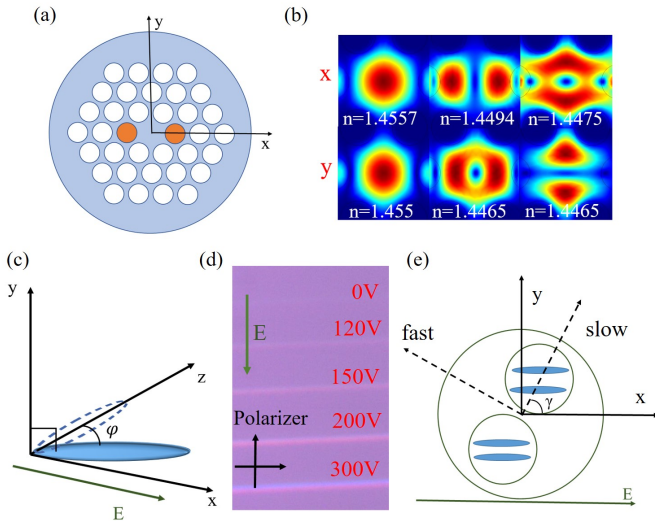 (a)
y
x
(b)
x
n=1.4557
n=1.4494
n=1.4475
y
n=1.455
n=1.4465
n=1.4465
(c)
y
z
φ
x
E
(d)
0V
120V
E
150V
200V
Polarizer
300V
(e)
y
fast
slow
γ
x
E